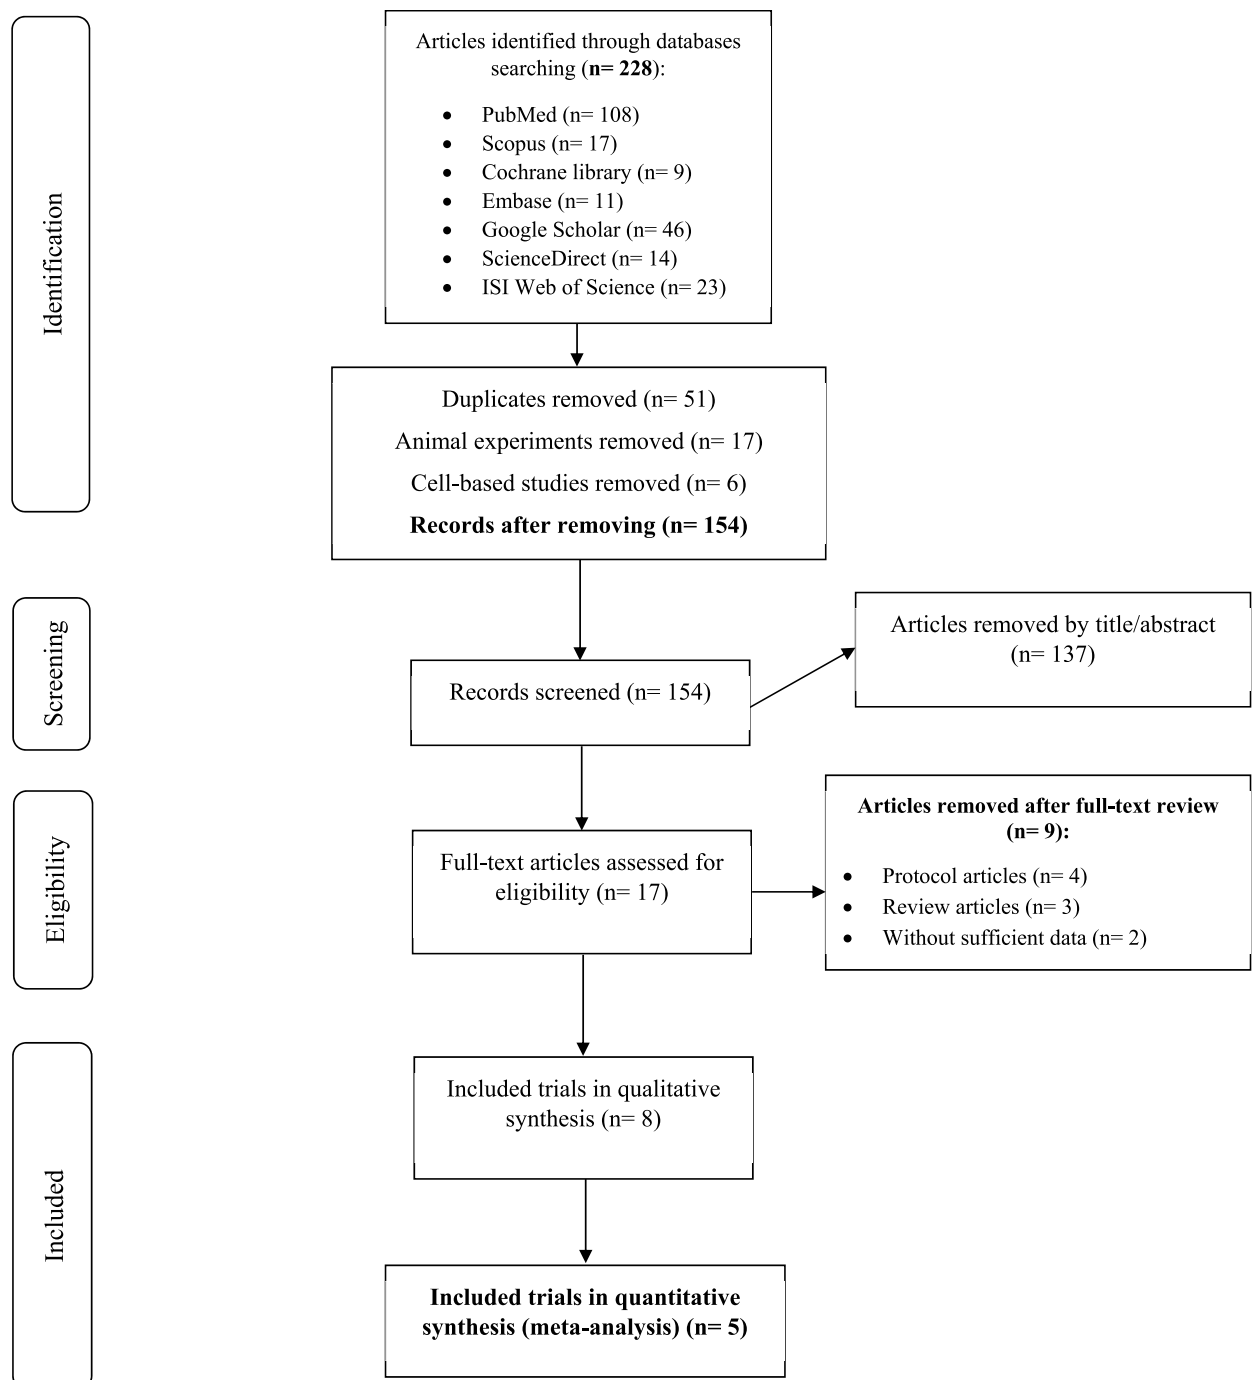 Identification
Articles identified through databases
searching (n= 228):
• PubMed (n= 108)
• Scopus (n= 17)
• Cochrane library (n= 9)
• Embase (n= 11)
• Google Scholar (n= 46)
• ScienceDirect (n= 14)
• ISI Web of Science (n= 23)
Duplicates removed (n= 51)
Animal experiments removed (n= 17)
Cell-based studies removed (n= 6)
Records after removing (n= 154)
Screening
Records screened (n= 154)
Articles removed by title/abstract
(n= 137)
Eligibility
Full-text articles assessed for
eligibility (n= 17)
Articles removed after full-text review
(n= 9):
• Protocol articles (n= 4)
• Review articles (n= 3)
• Without sufficient data (n= 2)
Included
Included trials in qualitative
synthesis (n= 8)
Included trials in quantitative
synthesis (meta-analysis) (n= 5)